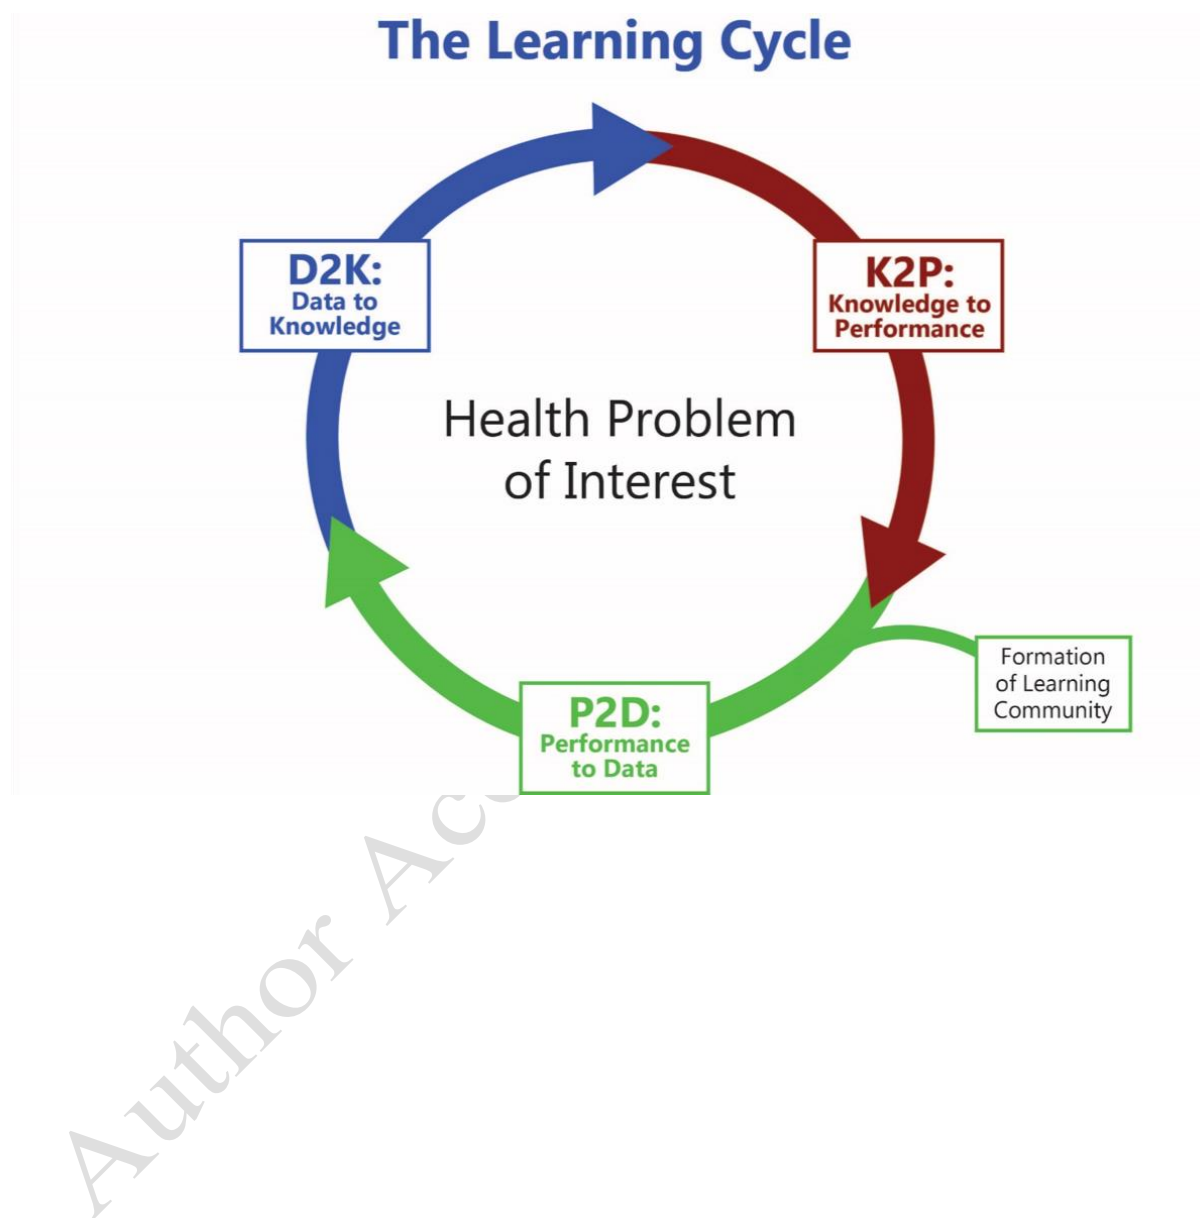 The Learning Cycle
D2K:
Data to
Knowledge
K2P:
Knowledge to
Performance
Health Problem
of Interest
Formation
of Learning
Community
P2D:
Performance
to Data
Author